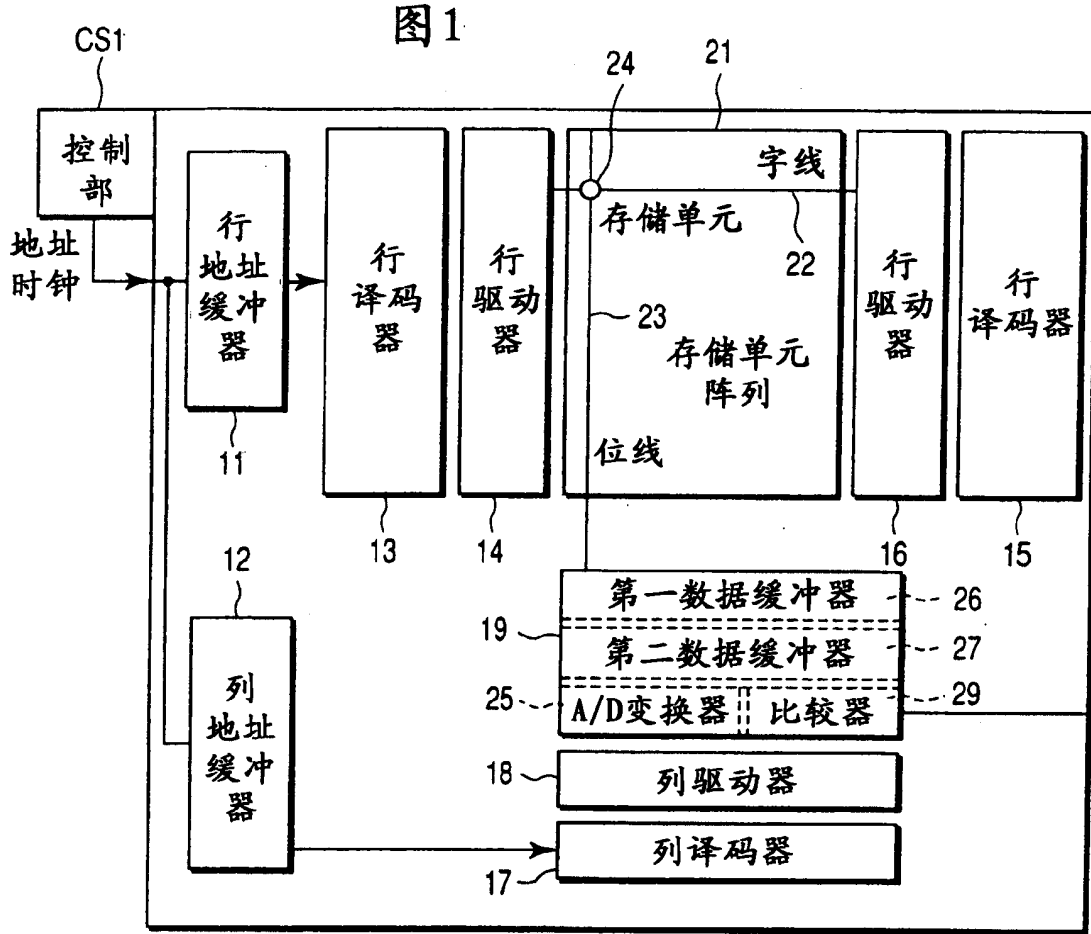 图1
CS1
24
21
控制
部
字线
行
地址
缓冲
器
行
译码
器
行
驱动
器
存储单元
22
行
驱动
器
行
译码器
地址
时钟
23
存储单元
阵列
位线
11
13
14
16
15
12
第一数据缓冲器
26
19
第二数据缓冲器
27
25
A/D变换器
比较器
29
列
地址
缓冲
器
18
列驱动器
列译码器
17